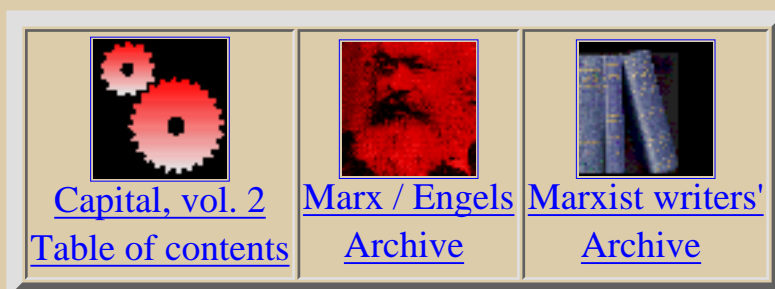 Capital, vol. 2
Table of contents
Marx / Engels
Archive
Marxist writers'
Archive